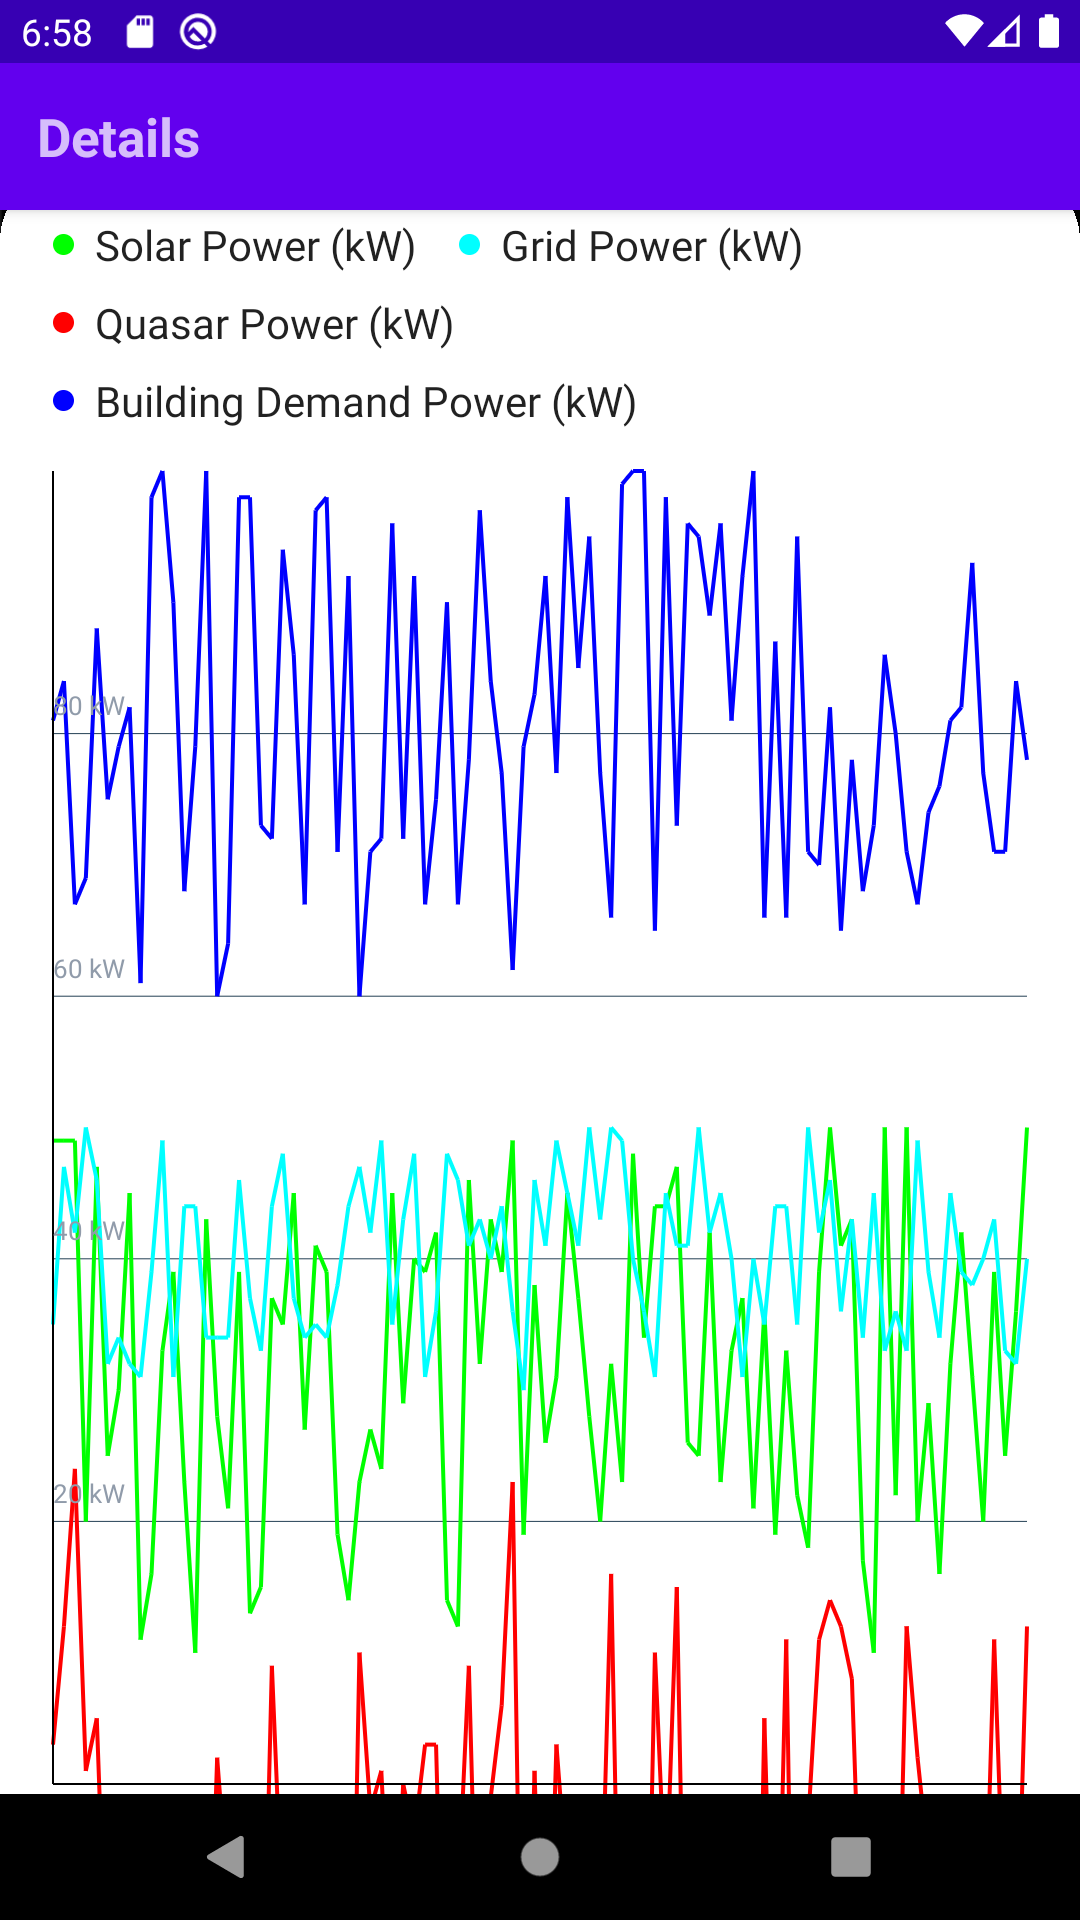 6:58
Details
Solar Power (kW) Grid Power (kW)
Quasar Power (kW)
Building Demand Power (kW)
80 kW
60 kW
40 kW
20 kW